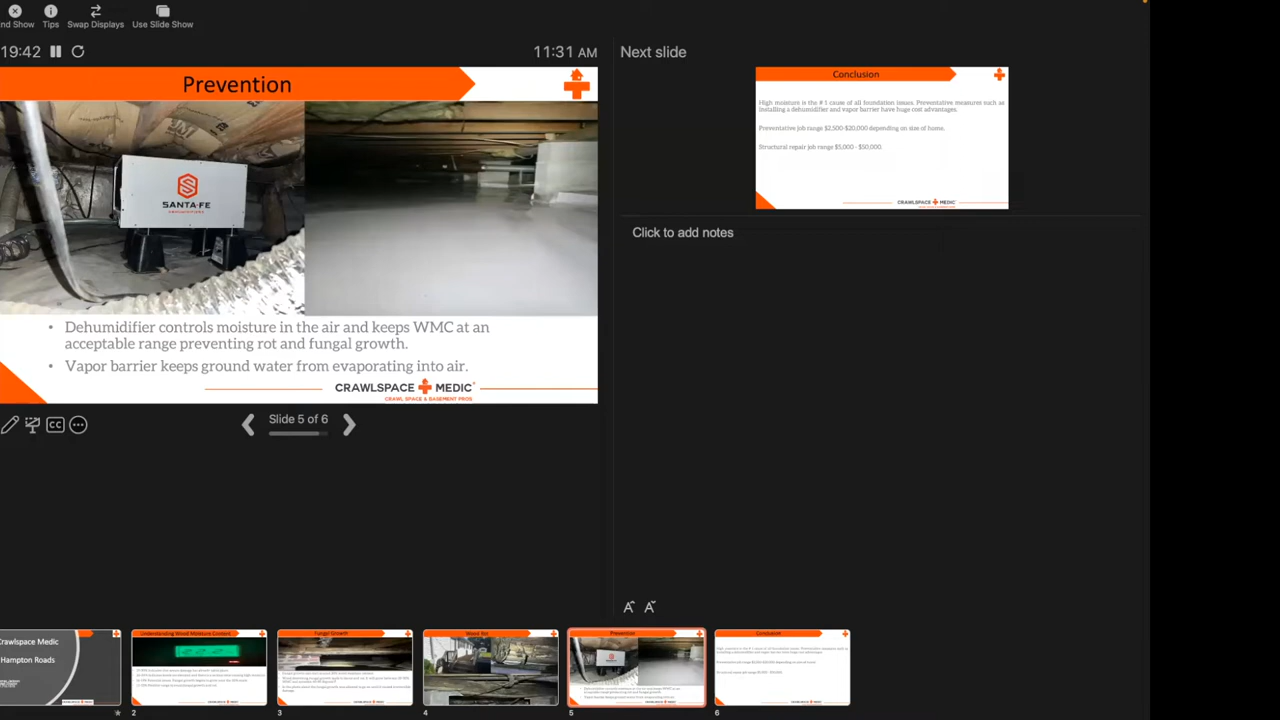 nd Show
Tips
Swap Displays
Use Slide Show
19:42
11:31 AM
Next slide
Prevention
SANTA-FE
Conclusion
High moisture is the # 1 cause of all foundation issues. Preventative measures such as
installing a dehumidifier and vapor barrier have huge cost advantages.
Preventative job range $2,500-$20,000 depending on size of home.
Structural repair job range $5,000 - $50,000.
CRAWLSPACE MEDIC
Click to add notes
• Dehumidifier controls moisture in the air and keeps WMC at an
acceptable range preventing rot and fungal growth.
• Vapor barrier keeps ground water from evaporating into air.
CRAWLSPACE MEDIC
CRAWL SPACE & BASEMENT PROS
CC
Slide 5 of 6
Crawlspace Medic
Hampton Roads
Understanding Wood Moisture Content
Fungal Growth
Wood Rot
Prevention
SANTA-FE
Conclusion
2
3
4
5
6